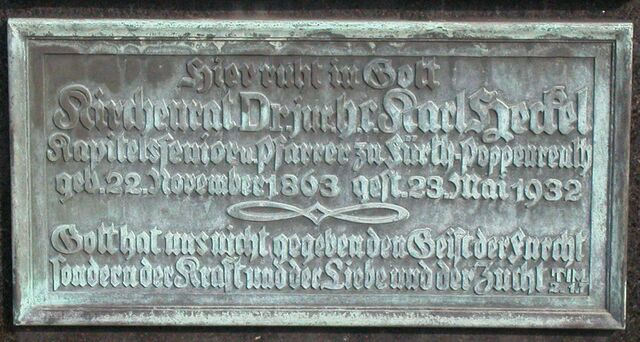 Hier ruht in Gott
Kirchenrat Dr. jur. h. c. Karl Heckel
Kapitelssenior u Pfarrer zu Fürth-Poppenreuth
geb. 22. November 1863 gest. 23. Mai 1932
Gott hat uns nicht gegeben den Geist der Furcht
sondern der Kraft und der Liebe und der Zucht